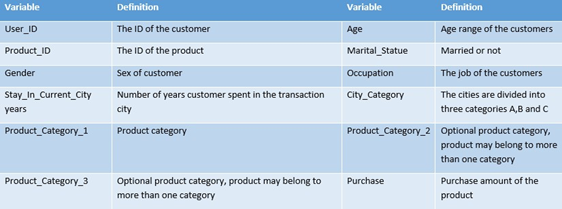 Variable Definition Variable Definition
User_ID The ID of the customer Age Age range of the customers
Product_ID The ID of the product Marital_Statue Married or not
Gender Sex of customer Occupation The job of the customers
Stay_In_Current_City Number of years customer spent in the transaction City_Category The cities are divided into
years city three categories A,B and C
Product_Category_1 Product category Product_Category_2 Optional product category,
product may belong to more
than one category
Product_Category_3 Optional product category, product may belong to Purchase Purchase amount of the
more than one category product